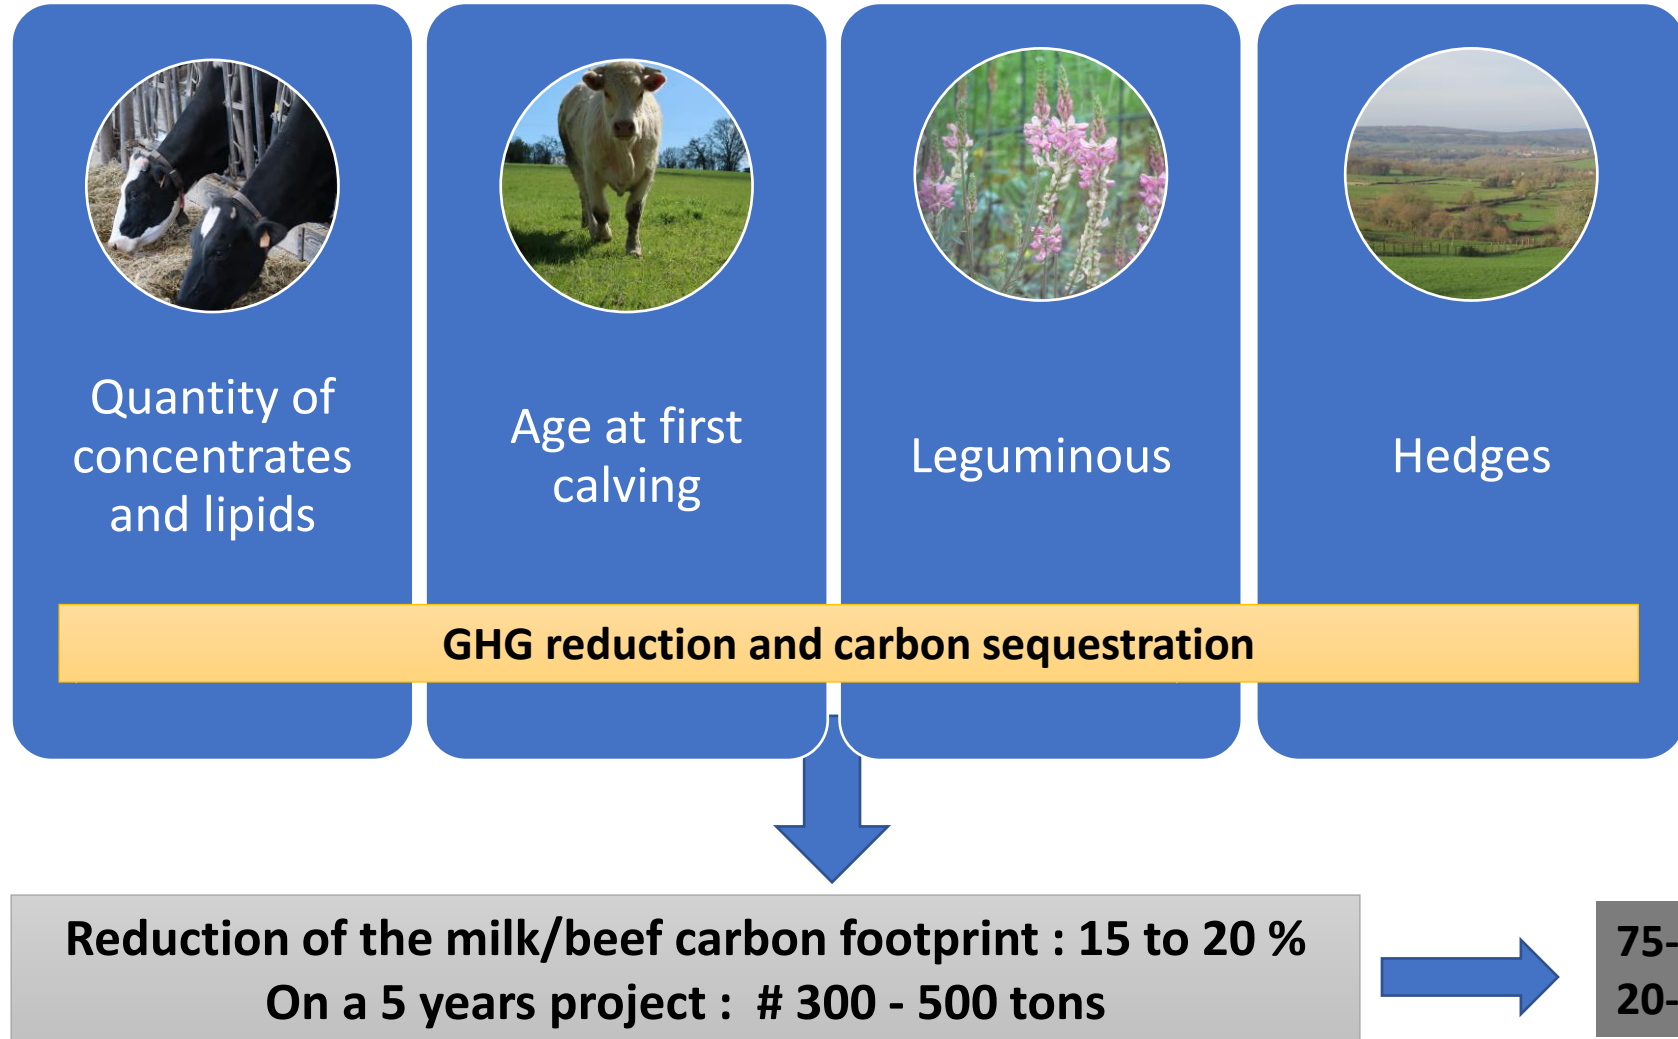 Quantity of
concentrates
and lipids
Age at first
calving
Leguminous
Hedges
GHG reduction and carbon sequestration
Reduction of the milk/beef carbon footprint : 15 to 20 %
On a 5 years project :  # 300 - 500 tons
75-
20-